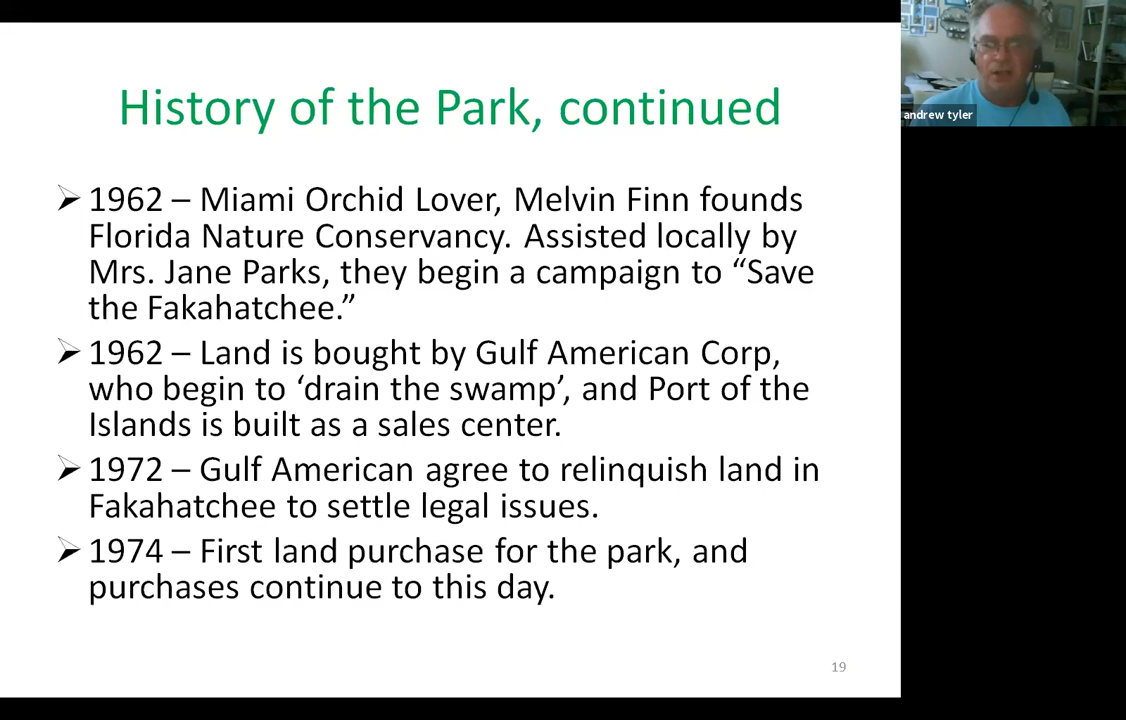 History of the Park, continued
andrew tyler
➢ 1962 – Miami Orchid Lover, Melvin Finn founds
Florida Nature Conservancy. Assisted locally by
Mrs. Jane Parks, they begin a campaign to “Save
the Fakahatchee.”
➢ 1962 – Land is bought by Gulf American Corp,
who begin to ‘drain the swamp’, and Port of the
Islands is built as a sales center.
➢ 1972 – Gulf American agree to relinquish land in
Fakahatchee to settle legal issues.
➢ 1974 – First land purchase for the park, and
purchases continue to this day.
19